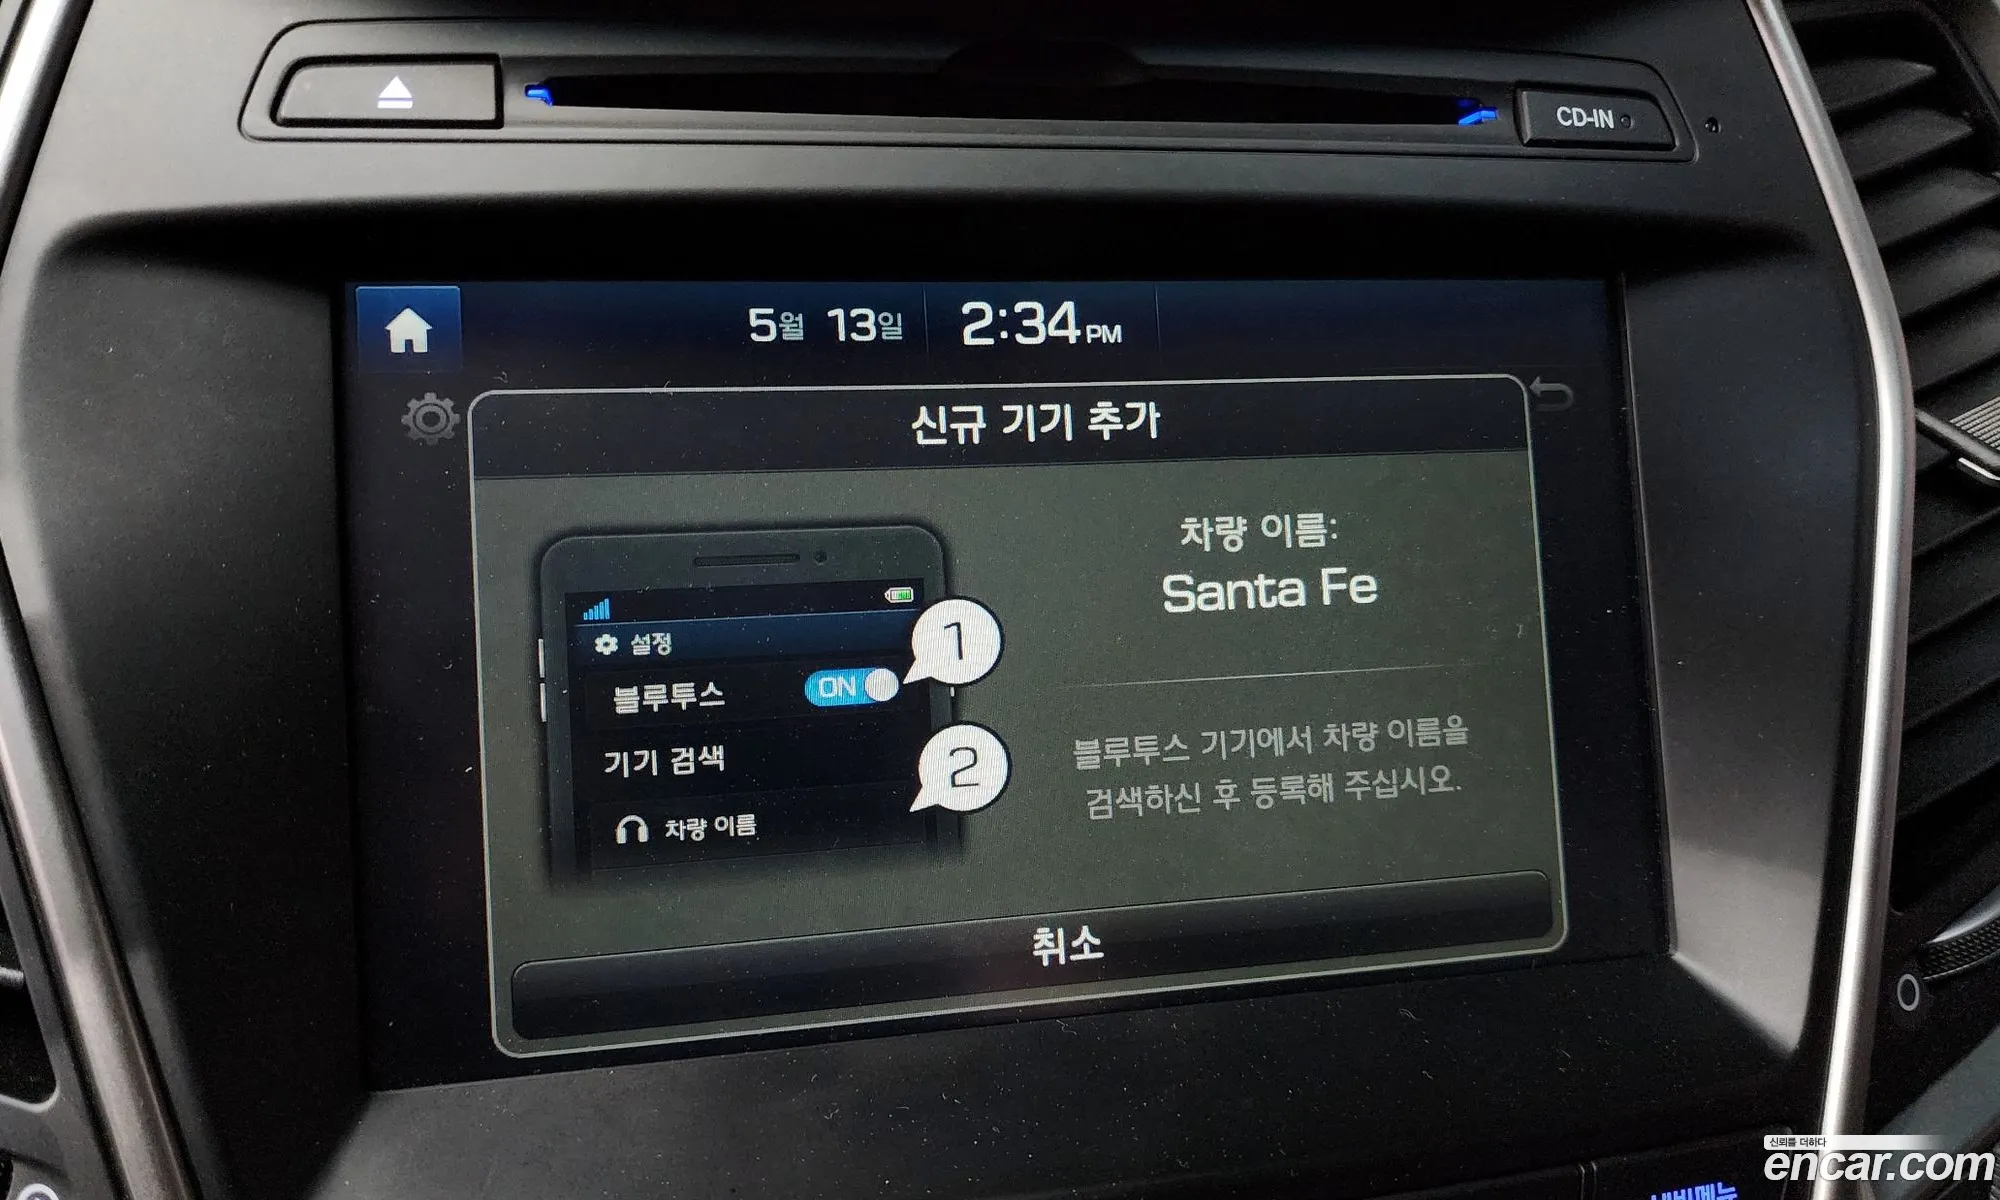 CD-IN
5월 13일 2:34 PM
신규 기기 추가
차량 이름:
Santa Fe
설정
블루투스 ON
1
기기 검색
2
차량 이름
블루투스 기기에서 차량 이름을
검색하신 후 등록해 주십시오.
취소
신뢰를 더하다
encar.com